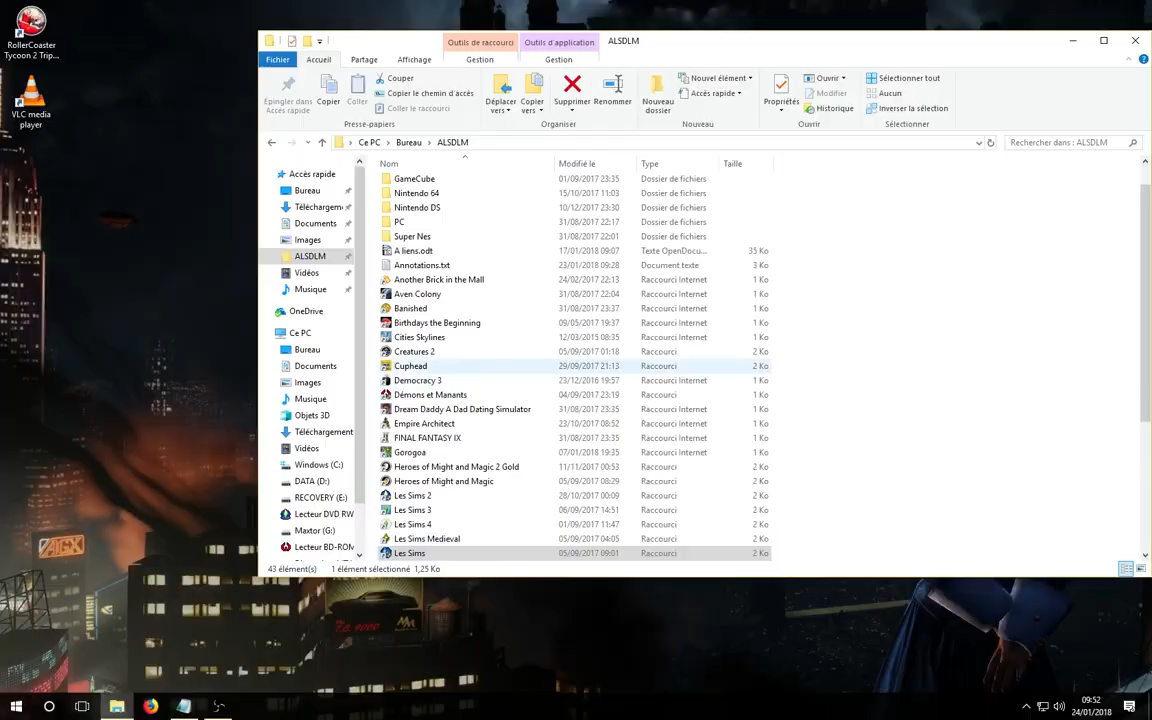 RollerCoaster
Tycoon 2 Trip...
VLC media
player
Outils de raccourci
Outils d'application
ALSDLM
Fichier
Accueil
Partage
Affichage
Gestion
Gestion
Épingler dans
Accès rapide
Copier
Coller
Couper
Copier le chemin d'accès
Coller le raccourci
Presse-papiers
Déplacer
vers
Copier
vers
Supprimer
Renommer
Organiser
Nouveau
dossier
Nouvel élément
Accès rapide
Nouveau
Propriétés
Ouvrir
Modifier
Historique
Ouvrir
Sélectionner tout
Aucun
Inverser la sélection
Sélectionner
Ce PC > Bureau > ALSDLM
Rechercher dans : ALSDLM
Accès rapide
Bureau
Téléchargem
Documents
Images
ALSDLM
Vidéos
Musique
OneDrive
Ce PC
Bureau
Documents
Images
Musique
Objets 3D
Téléchargement
Vidéos
Windows (C:)
DATA (D:)
RECOVERY (E:)
Lecteur DVD RW
Maxtor (G:)
Lecteur BD-ROM
Nom Modifié le Type Taille
GameCube 01/09/2017 23:35 Dossier de fichiers
Nintendo 64 15/10/2017 11:03 Dossier de fichiers
Nintendo DS 10/12/2017 23:30 Dossier de fichiers
PC 31/08/2017 22:17 Dossier de fichiers
Super Nes 31/08/2017 22:01 Dossier de fichiers
A liens.odt 17/01/2018 09:07 Texte OpenDocu... 35 Ko
Annotations.txt 23/01/2018 09:28 Document texte 3 Ko
Another Brick in the Mall 24/02/2017 22:13 Raccourci Internet 1 Ko
Aven Colony 31/08/2017 22:04 Raccourci Internet 1 Ko
Banished 31/08/2017 23:37 Raccourci Internet 1 Ko
Birthdays the Beginning 09/05/2017 19:37 Raccourci Internet 1 Ko
Cities Skylines 12/03/2015 08:35 Raccourci Internet 1 Ko
Creatures 2 05/09/2017 01:18 Raccourci 2 Ko
Cuphead 29/09/2017 21:13 Raccourci 2 Ko
Democracy 3 23/12/2016 19:57 Raccourci Internet 1 Ko
Démons et Manants 04/09/2017 23:19 Raccourci 2 Ko
Dream Daddy A Dad Dating Simulator 31/08/2017 23:35 Raccourci Internet 1 Ko
Empire Architect 23/10/2017 08:52 Raccourci Internet 1 Ko
FINAL FANTASY IX 31/08/2017 23:35 Raccourci Internet 1 Ko
Gorogoa 07/01/2018 19:35 Raccourci Internet 1 Ko
Heroes of Might and Magic 2 Gold 11/11/2017 00:53 Raccourci 2 Ko
Heroes of Might and Magic 05/09/2017 08:29 Raccourci 2 Ko
Les Sims 2 28/10/2017 00:09 Raccourci 2 Ko
Les Sims 3 06/09/2017 14:51 Raccourci 2 Ko
Les Sims 4 01/09/2017 11:47 Raccourci 2 Ko
Les Sims Medieval 05/09/2017 04:05 Raccourci 2 Ko
Les Sims 05/09/2017 09:01 Raccourci 2 Ko
43 élément(s) 1 élément sélectionné 1,25 Ko
09:52
24/01/2018